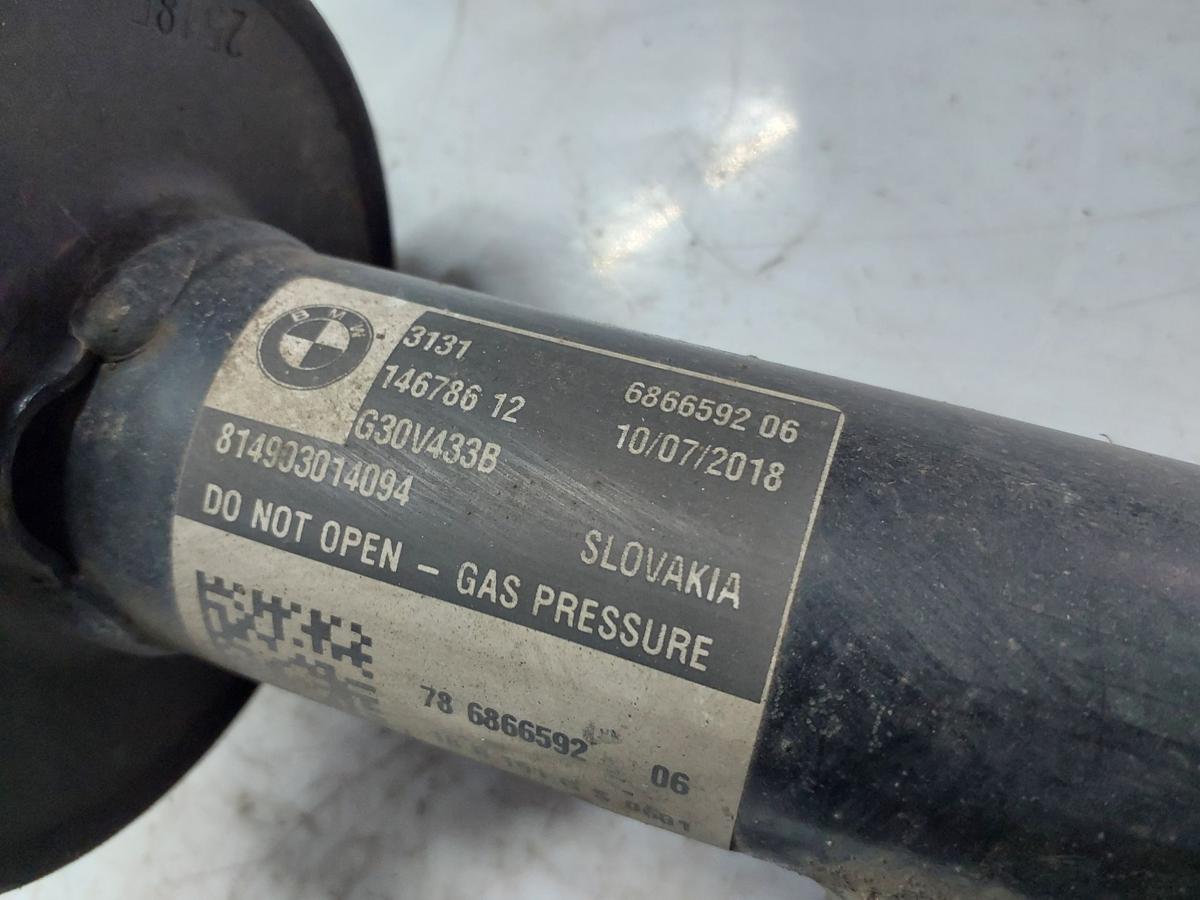 2518
BMW
3131
146786 12
6866592 06
G30V433B
10/07/2018
814903014094
SLOVAKIA
DO NOT OPEN – GAS PRESSURE
78 6866592 06